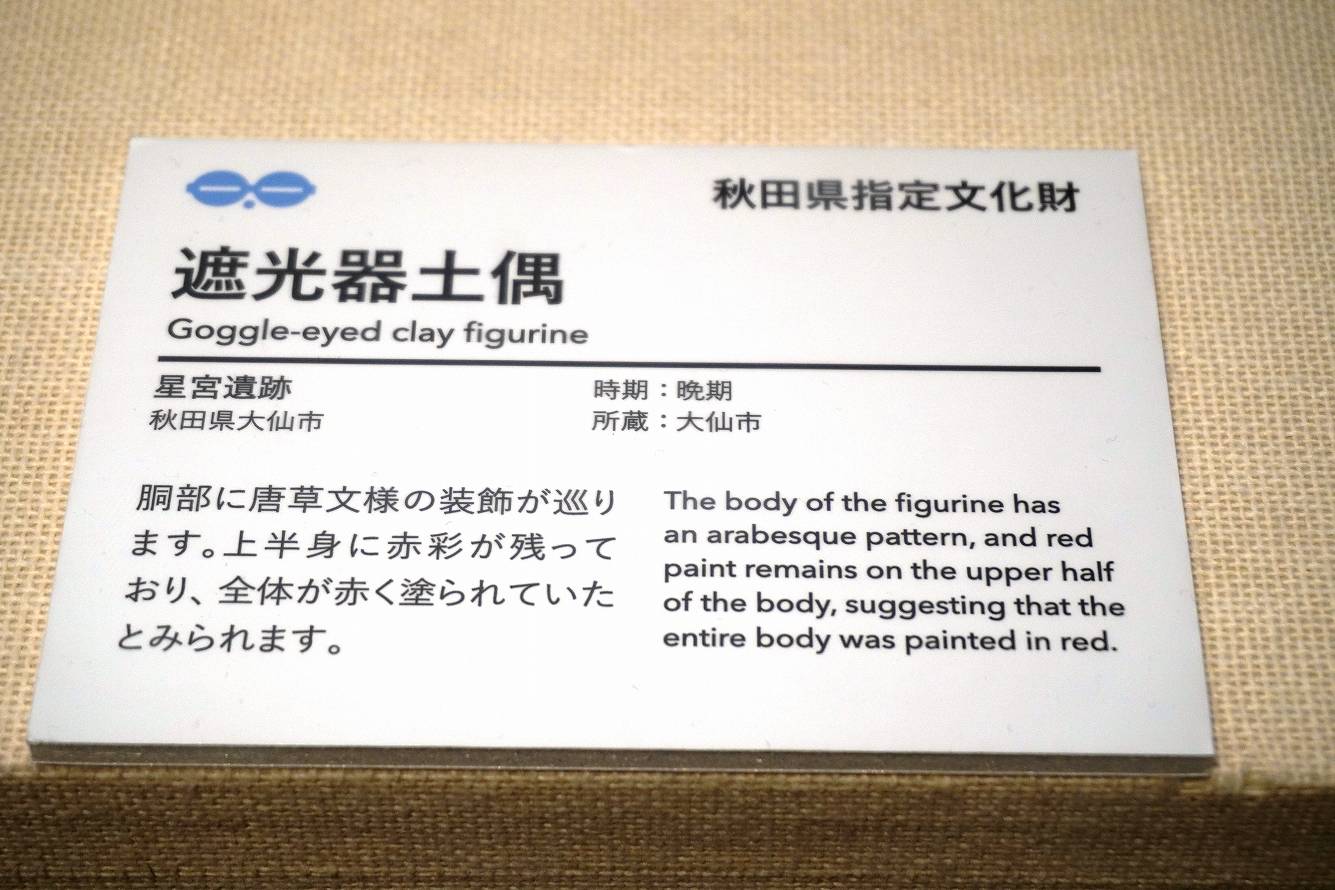 秋田県指定文化財
遮光器土偶
Goggle-eyed clay figurine
星宮遺跡
秋田県大仙市
時期：晩期
所蔵：大仙市
胴部に唐草文様の装飾が巡り
ます。上半身に赤彩が残って
おり、全体が赤く塗られていた
とみられます。
The body of the figurine has
an arabesque pattern, and red
paint remains on the upper half
of the body, suggesting that the
entire body was painted in red.